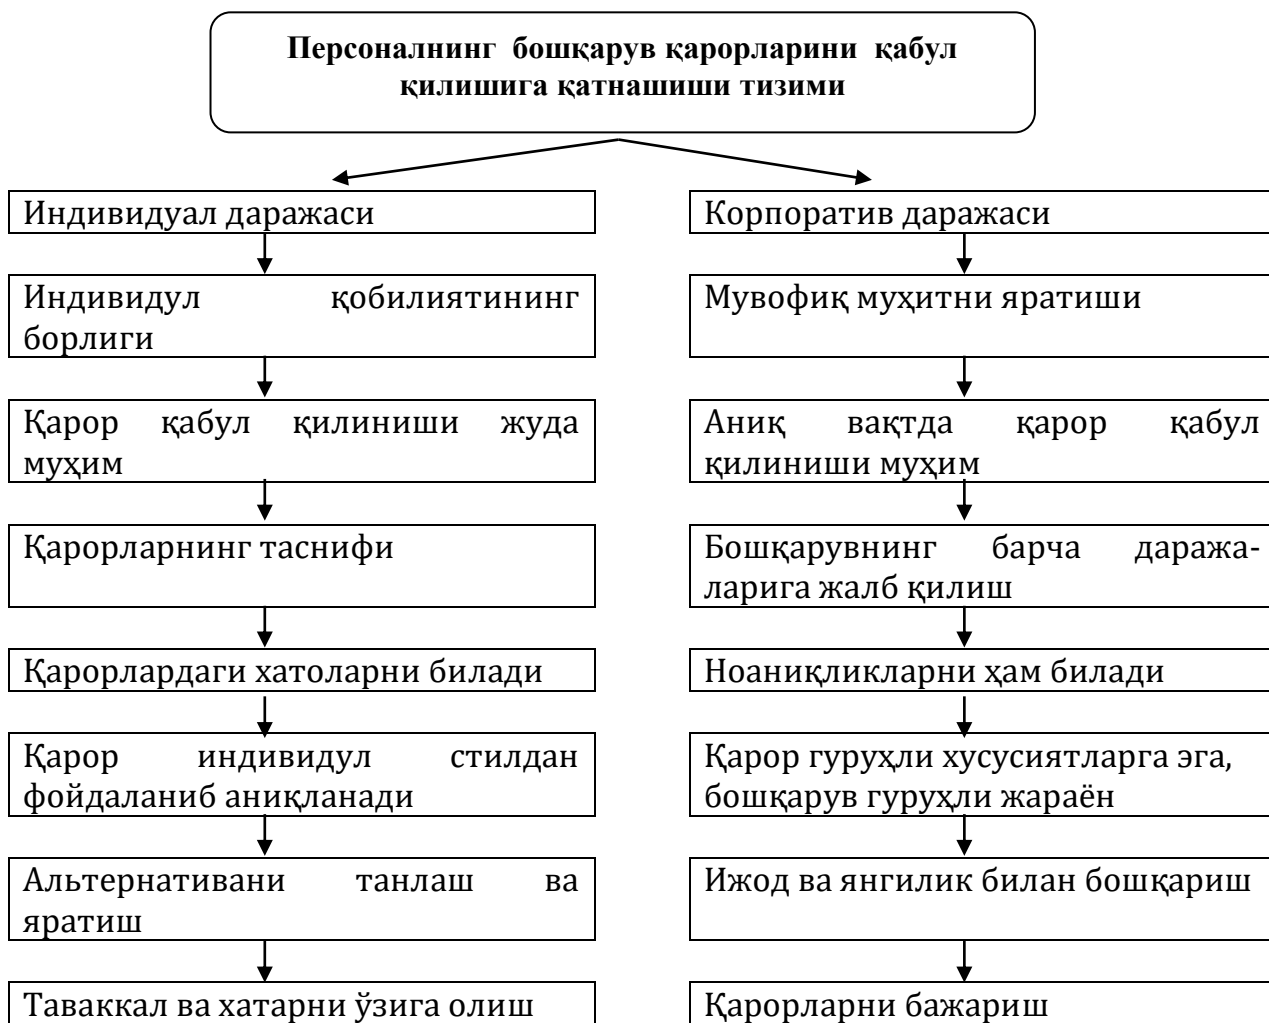 Персоналнинг бошқарув қарорларини қабул
қилишига қатнашиши тизими
Индивидуал даражаси
Корпоратив даражаси
Индивидул қобилиятининг
борлиги
Мувофиқ муҳитни яратиши
Қарор қабул қилиниши жуда
муҳим
Аниқ вақтда қарор қабул
қилиниши муҳим
Қарорларнинг таснифи
Бошқарувнинг барча даража-
ларига жалб қилиш
Қарорлардаги хатоларни билади
Ноаниқликларни ҳам билади
Қарор индивидул стилдан
фойдаланиб аниқланади
Қарор гуруҳли хусусиятларга эга,
бошқарув гуруҳли жараён
Альтернативани танлаш ва
яратиш
Ижод ва янгилик билан бошқариш
Таваккал ва хатарни ўзига олиш
Қарорларни бажариш